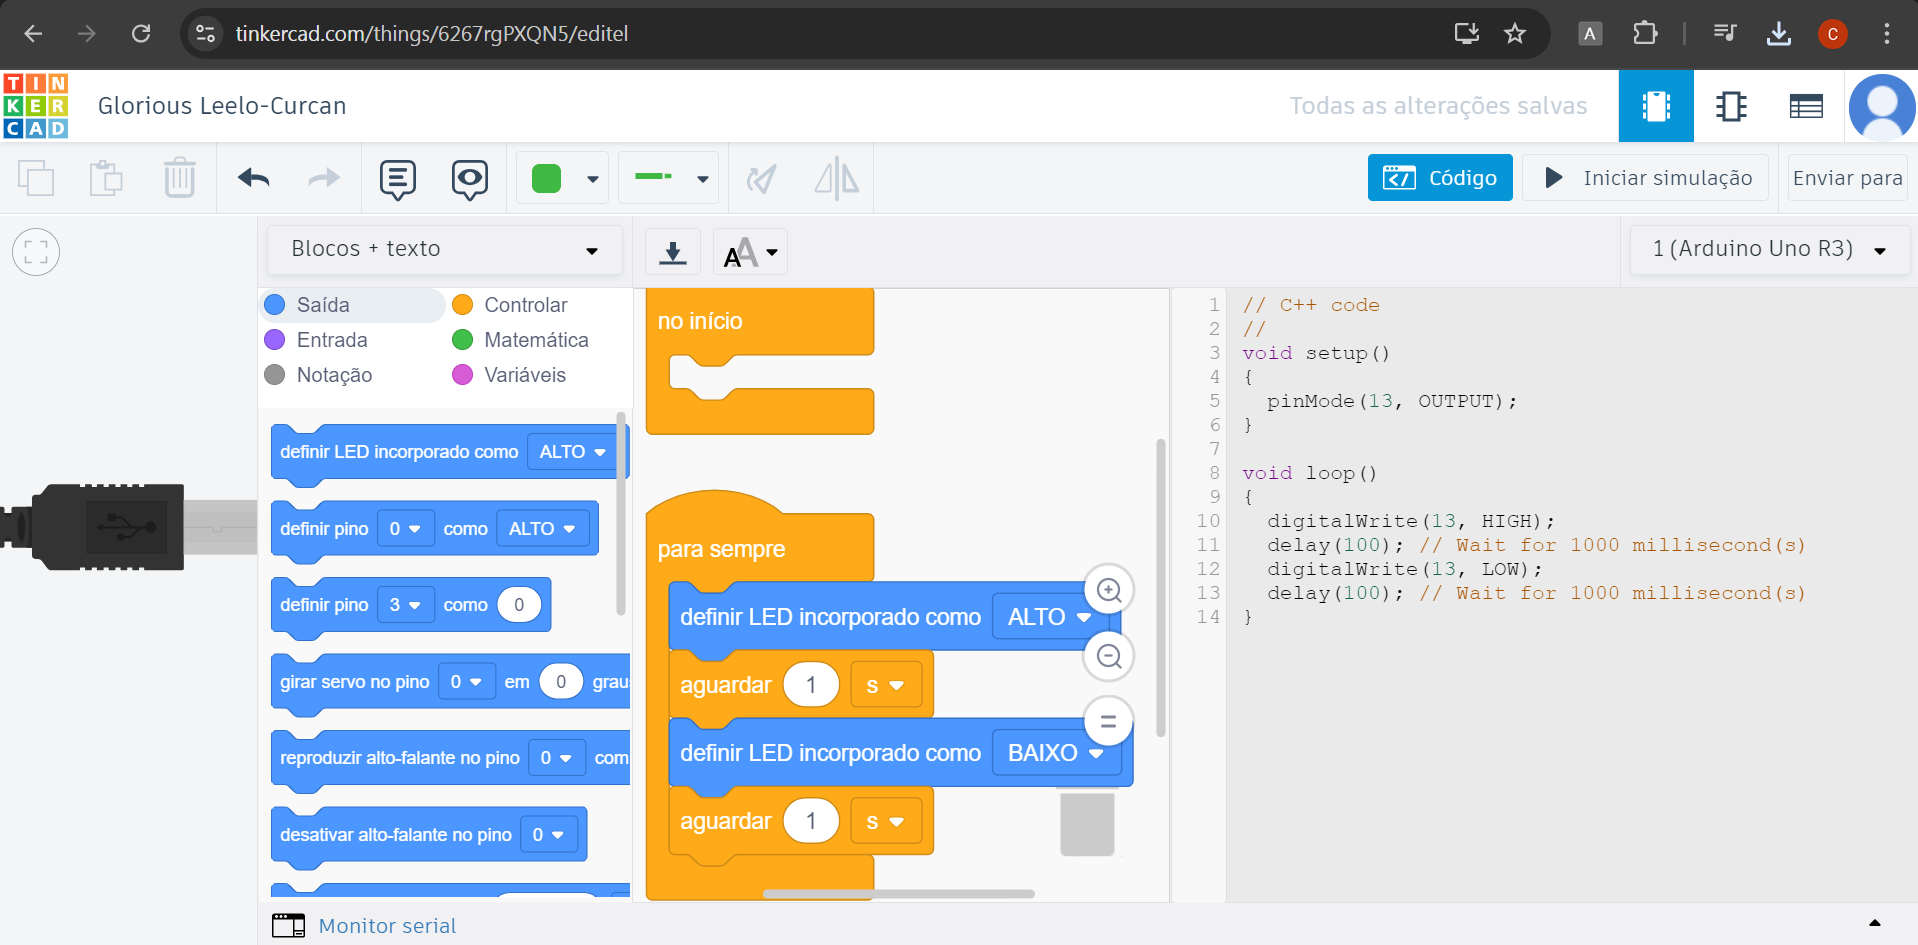 tinkercad.com/things/6267rgPXQN5/editel
A
C
TIN
KER
CAD
Glorious Leelo-Curcan
Todas as alterações salvas
Código
Iniciar simulação
Enviar para
Blocos + texto
AA
1 (Arduino Uno R3)
Saída
Controlar
Entrada
Matemática
Notação
Variáveis
definir LED incorporado como ALTO
definir pino 0 como ALTO
definir pino 3 como 0
girar servo no pino 0 em 0 grau
reproduzir alto-falante no pino 0 com
desativar alto-falante no pino 0
no início
para sempre
definir LED incorporado como ALTO
aguardar 1 s
definir LED incorporado como BAIXO
aguardar 1 s
1 // C++ code
2 //
3 void setup()
4 {
5 pinMode(13, OUTPUT);
6 }
7
8 void loop()
9 {
10 digitalWrite(13, HIGH);
11 delay(100); // Wait for 1000 millisecond(s)
12 digitalWrite(13, LOW);
13 delay(100); // Wait for 1000 millisecond(s)
14 }
Monitor serial